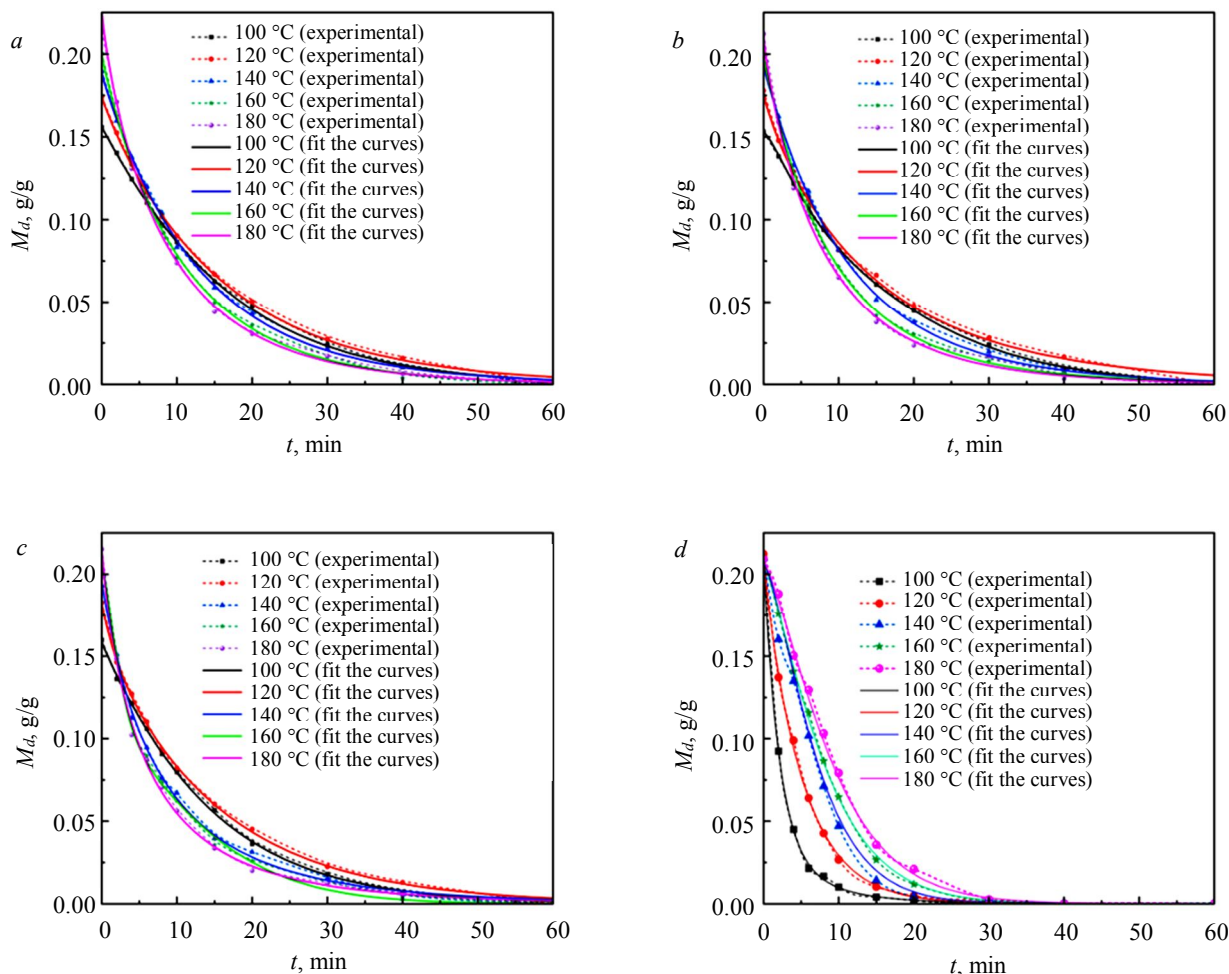 a
100 °C (experimental)
120 °C (experimental)
140 °C (experimental)
160 °C (experimental)
180 °C (experimental)
100 °C (fit the curves)
120 °C (fit the curves)
140 °C (fit the curves)
160 °C (fit the curves)
180 °C (fit the curves)
0.20
0.15
0.10
0.05
0.00
M_d, g/g
0 10 20 30 40 50 60
t, min
b
100 °C (experimental)
120 °C (experimental)
140 °C (experimental)
160 °C (experimental)
180 °C (experimental)
100 °C (fit the curves)
120 °C (fit the curves)
140 °C (fit the curves)
160 °C (fit the curves)
180 °C (fit the curves)
0.20
0.15
0.10
0.05
0.00
M_d, g/g
0 10 20 30 40 50 60
t, min
c
100 °C (experimental)
120 °C (experimental)
140 °C (experimental)
160 °C (experimental)
180 °C (experimental)
100 °C (fit the curves)
120 °C (fit the curves)
140 °C (fit the curves)
160 °C (fit the curves)
180 °C (fit the curves)
0.20
0.15
0.10
0.05
0.00
M_d, g/g
0 10 20 30 40 50 60
t, min
d
100 °C (experimental)
120 °C (experimental)
140 °C (experimental)
160 °C (experimental)
180 °C (experimental)
100 °C (fit the curves)
120 °C (fit the curves)
140 °C (fit the curves)
160 °C (fit the curves)
180 °C (fit the curves)
0.20
0.15
0.10
0.05
0.00
M_d, g/g
0 10 20 30 40 50 60
t, min